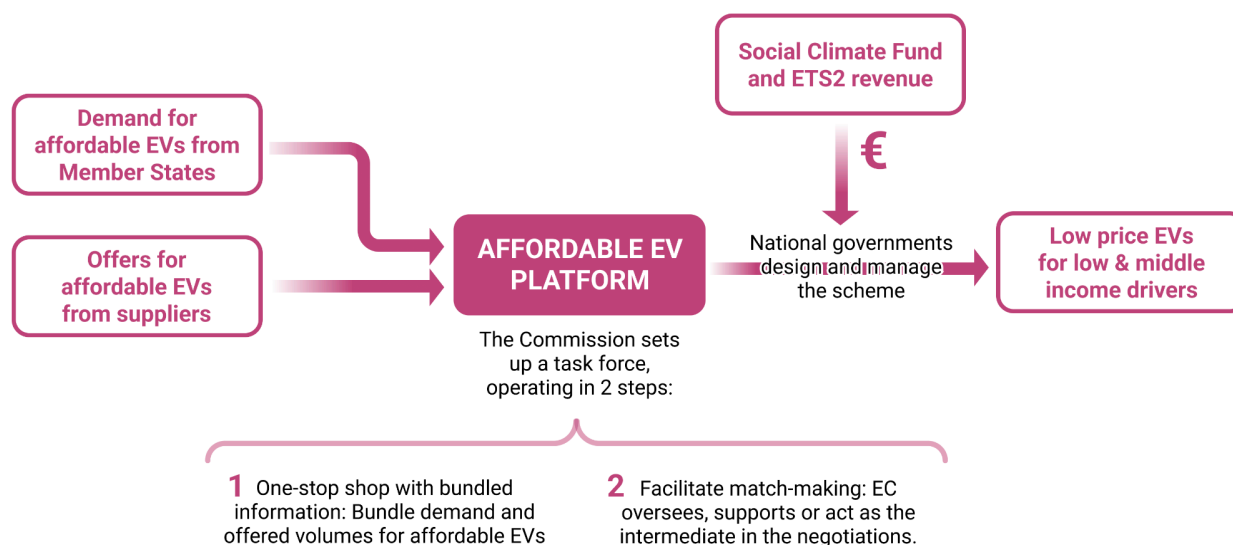 Social Climate Fund
and ETS2 revenue
Demand for
affordable EVs from
Member States
€
Offers for
affordable EVs
from suppliers
AFFORDABLE EV
PLATFORM
National governments
design and manage
the scheme
Low price EVs
for low & middle
income drivers
The Commission sets
up a task force,
operating in 2 steps:
1 One-stop shop with bundled
information: Bundle demand and
offered volumes for affordable EVs
2 Facilitate match-making: EC
oversees, supports or act as the
intermediate in the negotiations.